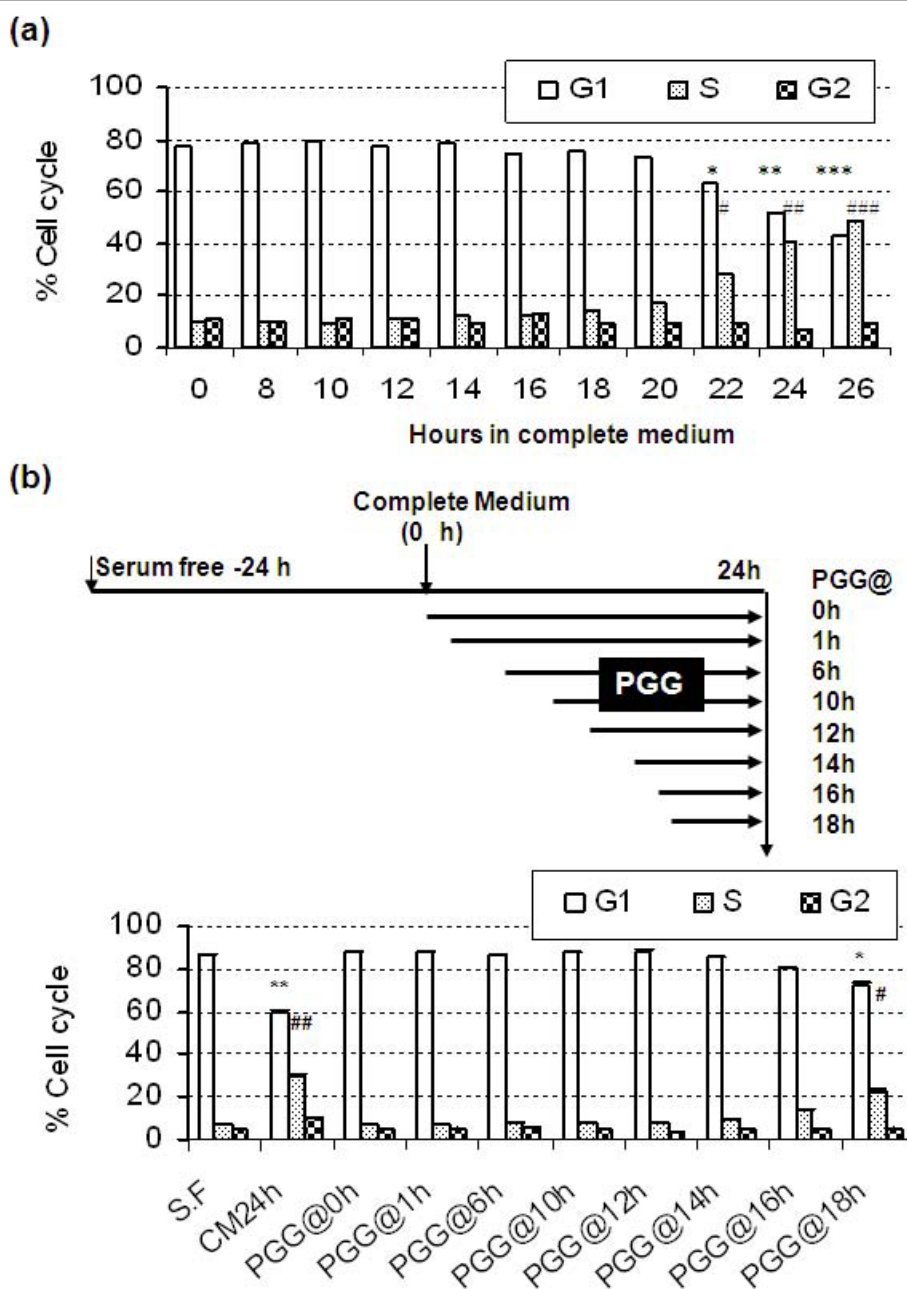 (a)
G1 S G2
100
80
60
40
20
0
% Cell cycle
* ** ***
# ## ###
0 8 10 12 14 16 18 20 22 24 26
Hours in complete medium
(b)
Complete Medium
(0 h)
Serum free -24 h
24h
PGG@
0h
1h
6h
10h
12h
14h
16h
18h
PGG
G1 S G2
100
80
60
40
20
0
% Cell cycle
** *
## #
S.F CM24h PGG@0h PGG@1h PGG@6h PGG@10h PGG@12h PGG@14h PGG@16h PGG@18h